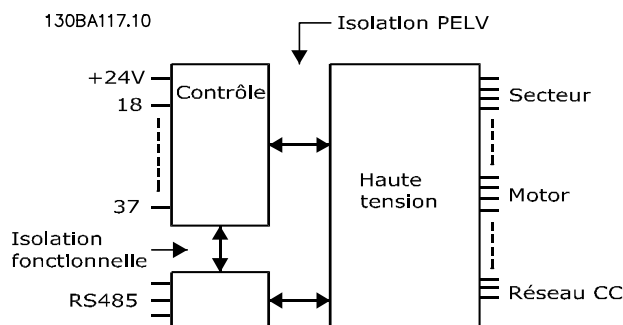 130BA117.10
Isolation PELV
+24V
Contrôle
18
Secteur
Haute
tension
Motor
37
Isolation
fonctionnelle
RS485
Réseau CC